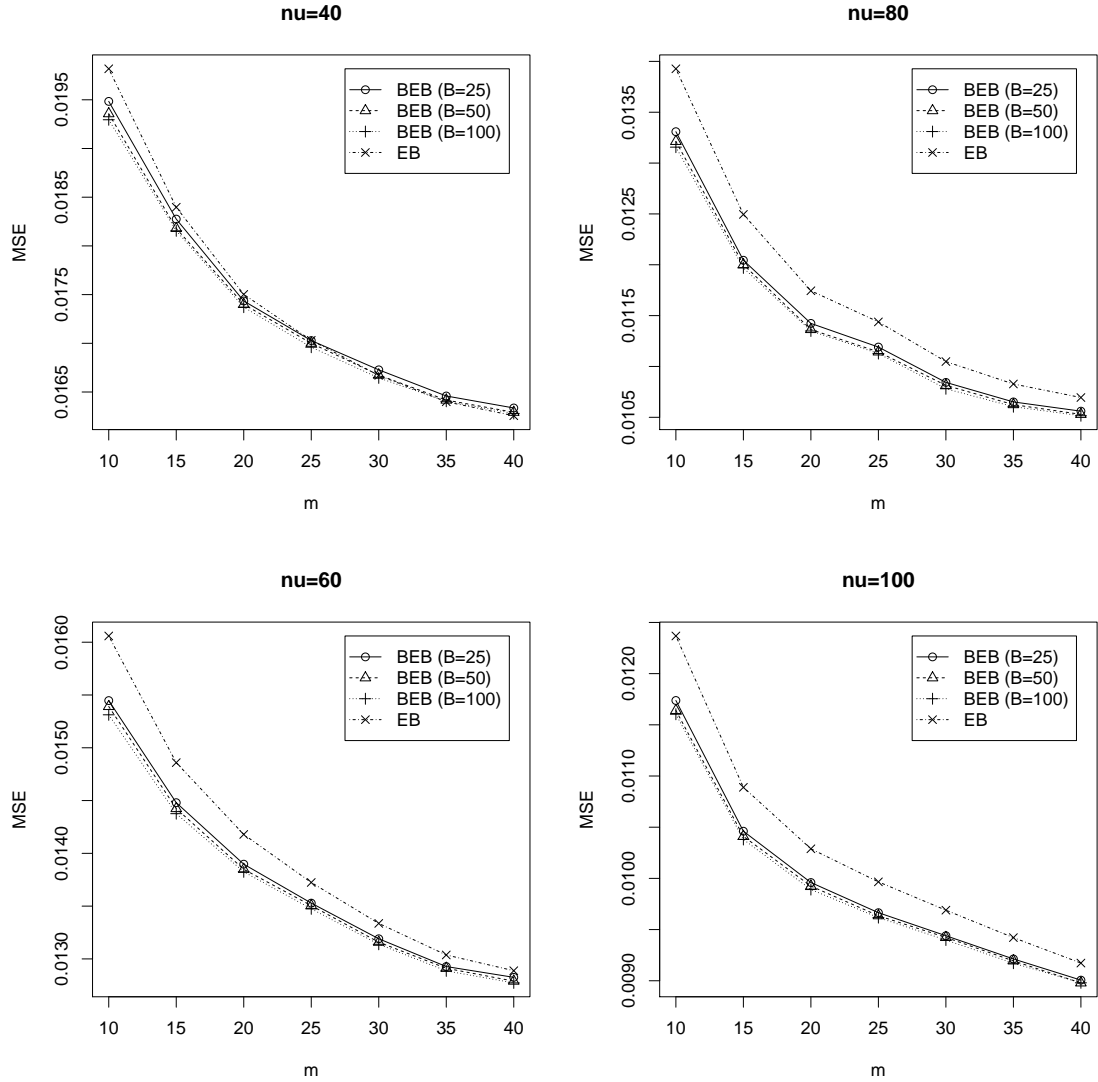 nu=40
0.0195
0.0185
0.0175
0.0165
MSE
BEB (B=25)
BEB (B=50)
BEB (B=100)
EB
10 15 20 25 30 35 40
m
nu=80
0.0135
0.0125
0.0115
0.0105
MSE
BEB (B=25)
BEB (B=50)
BEB (B=100)
EB
10 15 20 25 30 35 40
m
nu=60
0.0160
0.0150
0.0140
0.0130
MSE
BEB (B=25)
BEB (B=50)
BEB (B=100)
EB
10 15 20 25 30 35 40
m
nu=100
0.0120
0.0110
0.0100
0.0090
MSE
BEB (B=25)
BEB (B=50)
BEB (B=100)
EB
10 15 20 25 30 35 40
m